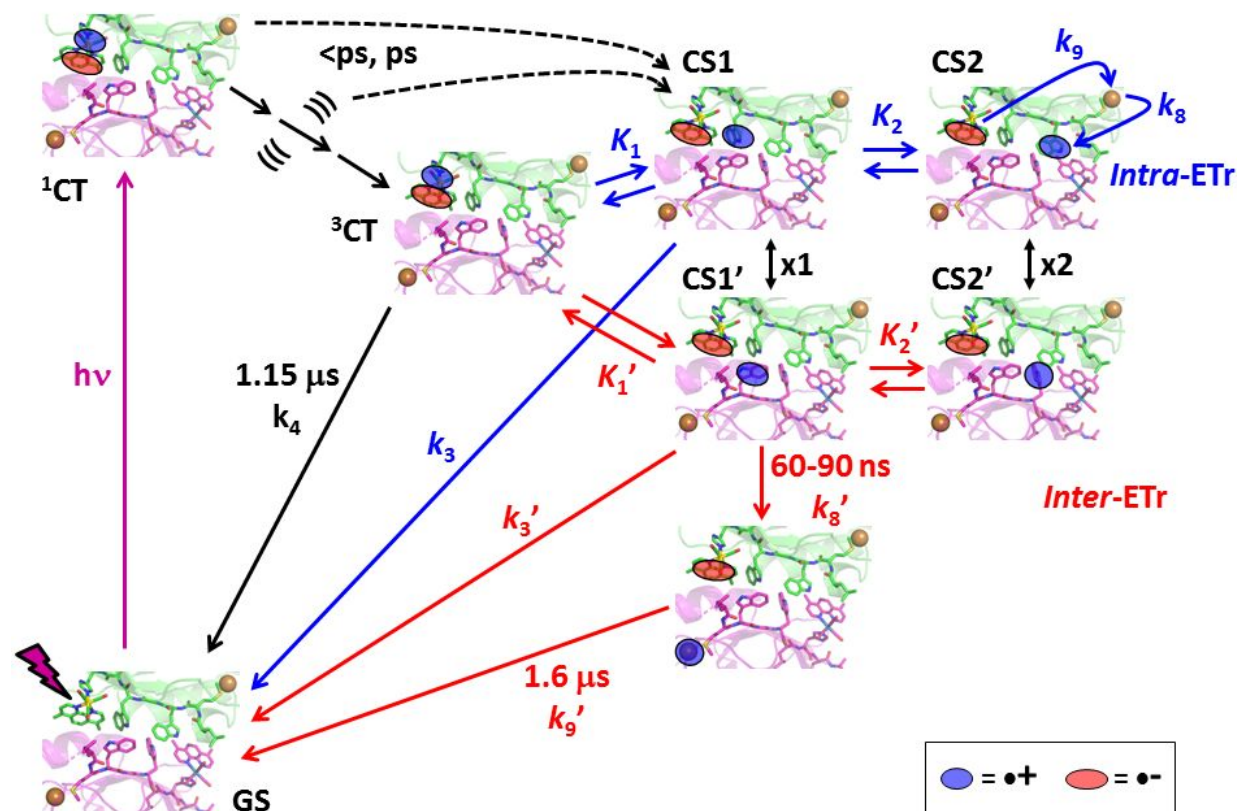 <ps, ps
CS1
CS2
k9
k8
K1
K2
Intra-ETr
¹CT
³CT
x1
x2
CS1’
CS2’
hν
1.15 μs
k4
K1’
K2’
k3
60-90 ns
k8’
Inter-ETr
k3’
1.6 μs
k9’
GS
= •+
= •-